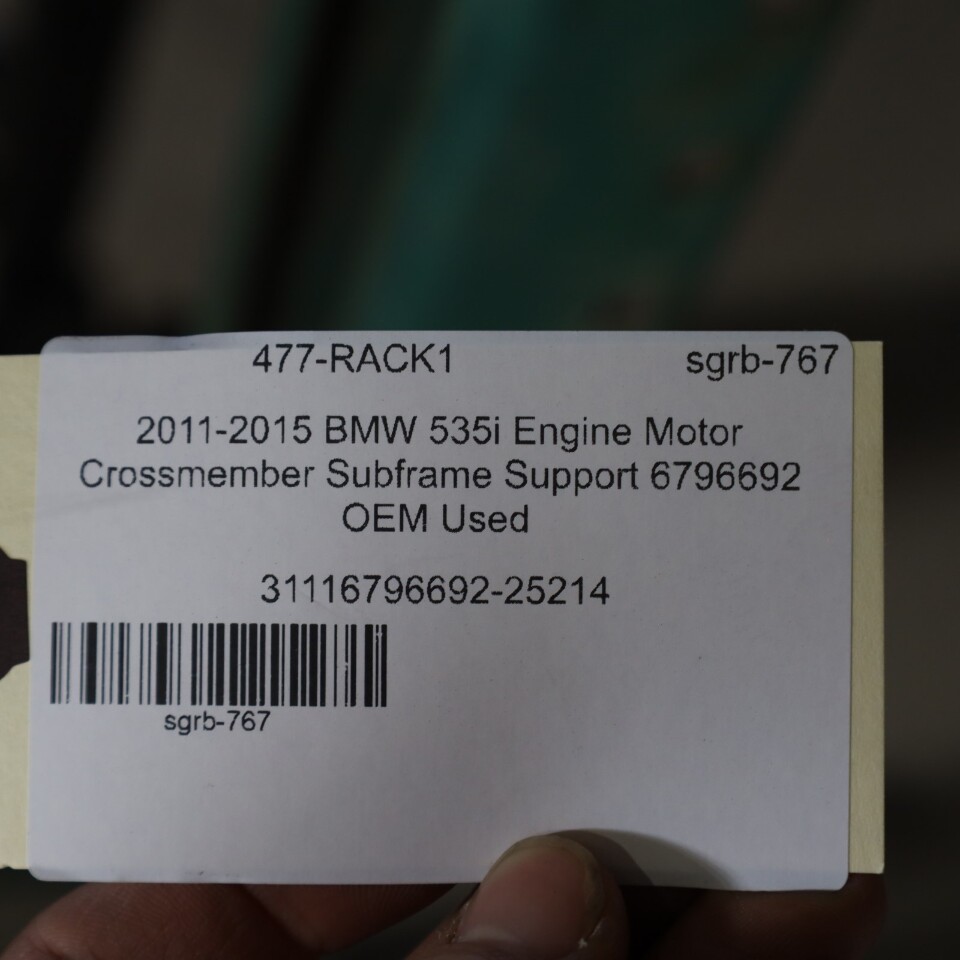 477-RACK1 sgrb-767
2011-2015 BMW 535i Engine Motor
Crossmember Subframe Support 6796692
OEM Used
31116796692-25214
sgrb-767